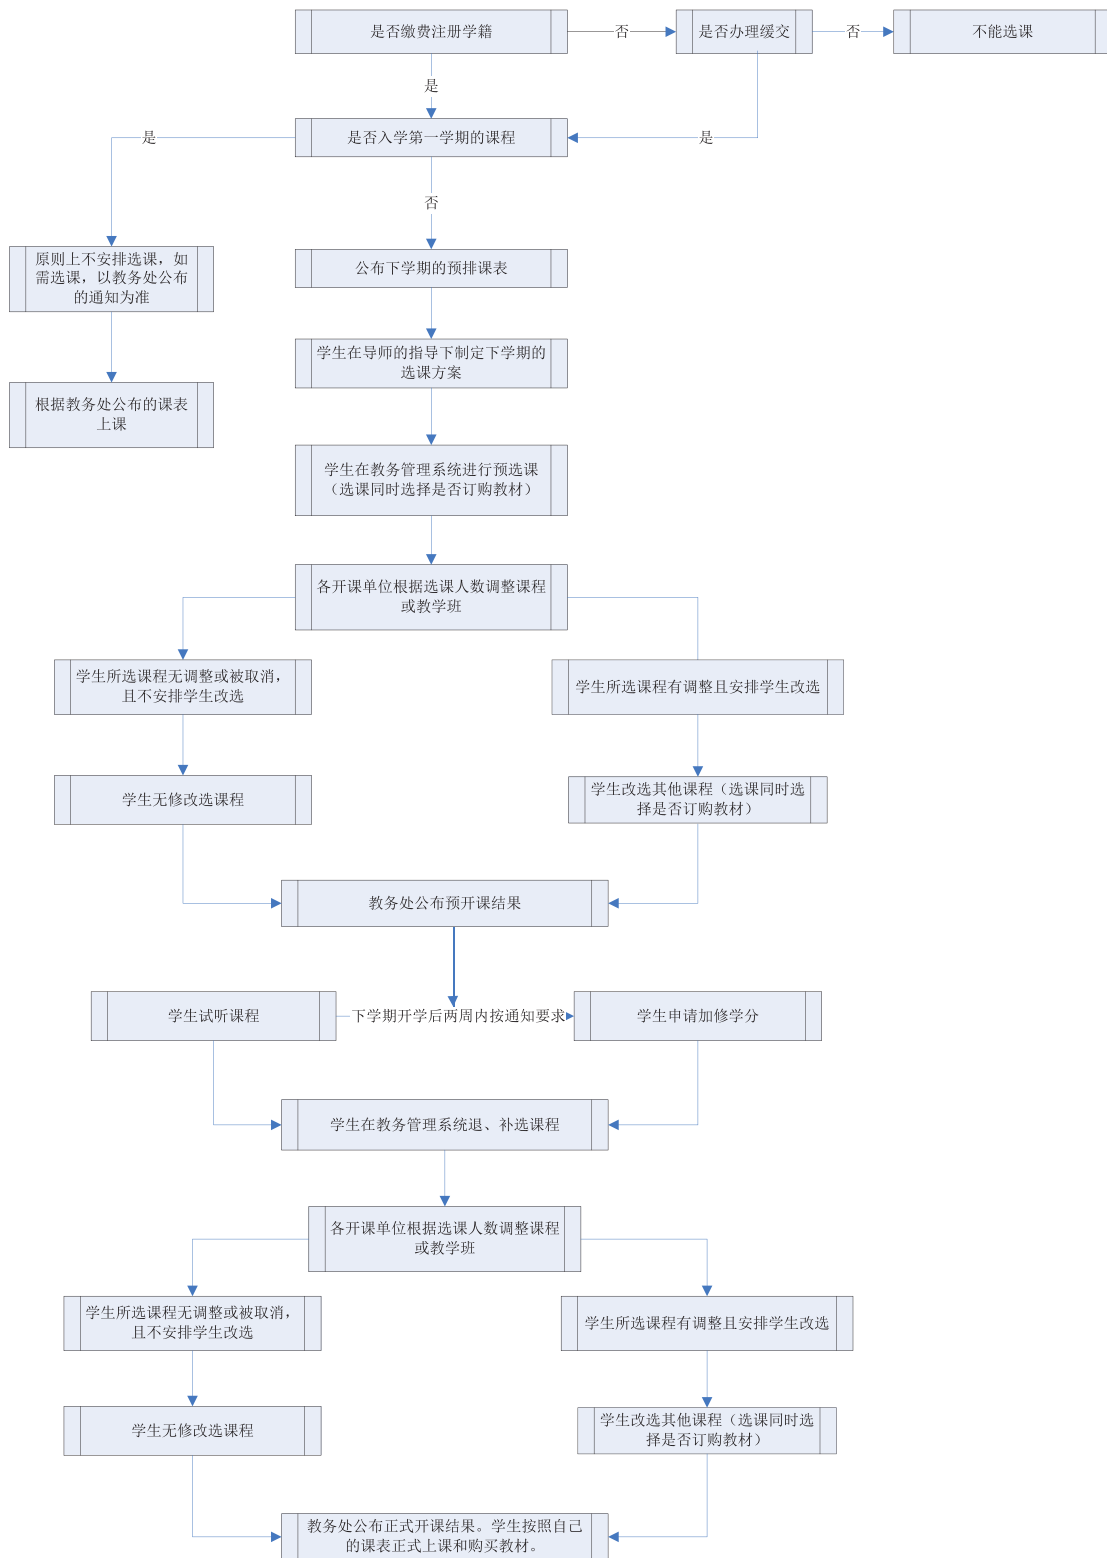 是否缴费注册学籍
否
是否办理缓交
否
不能选课
是
是否入学第一学期的课程
是
是
否
原则上不安排选课，如
需选课，以教务处公布
的通知为准
公布下学期的预排课表
学生在导师的指导下制定下学期的
选课方案
根据教务处公布的课表
上课
学生在教务管理系统进行预选课
（选课同时选择是否订购教材）
各开课单位根据选课人数调整课程
或教学班
学生所选课程无调整或被取消，
且不安排学生改选
学生所选课程有调整且安排学生改选
学生无修改选课程
学生改选其他课程（选课同时选
择是否订购教材）
教务处公布预开课结果
学生试听课程
下学期开学后两周内按通知要求
学生申请加修学分
学生在教务管理系统退、补选课程
各开课单位根据选课人数调整课程
或教学班
学生所选课程无调整或被取消，
且不安排学生改选
学生所选课程有调整且安排学生改选
学生无修改选课程
学生改选其他课程（选课同时选
择是否订购教材）
教务处公布正式开课结果。学生按照自己
的课表正式上课和购买教材。